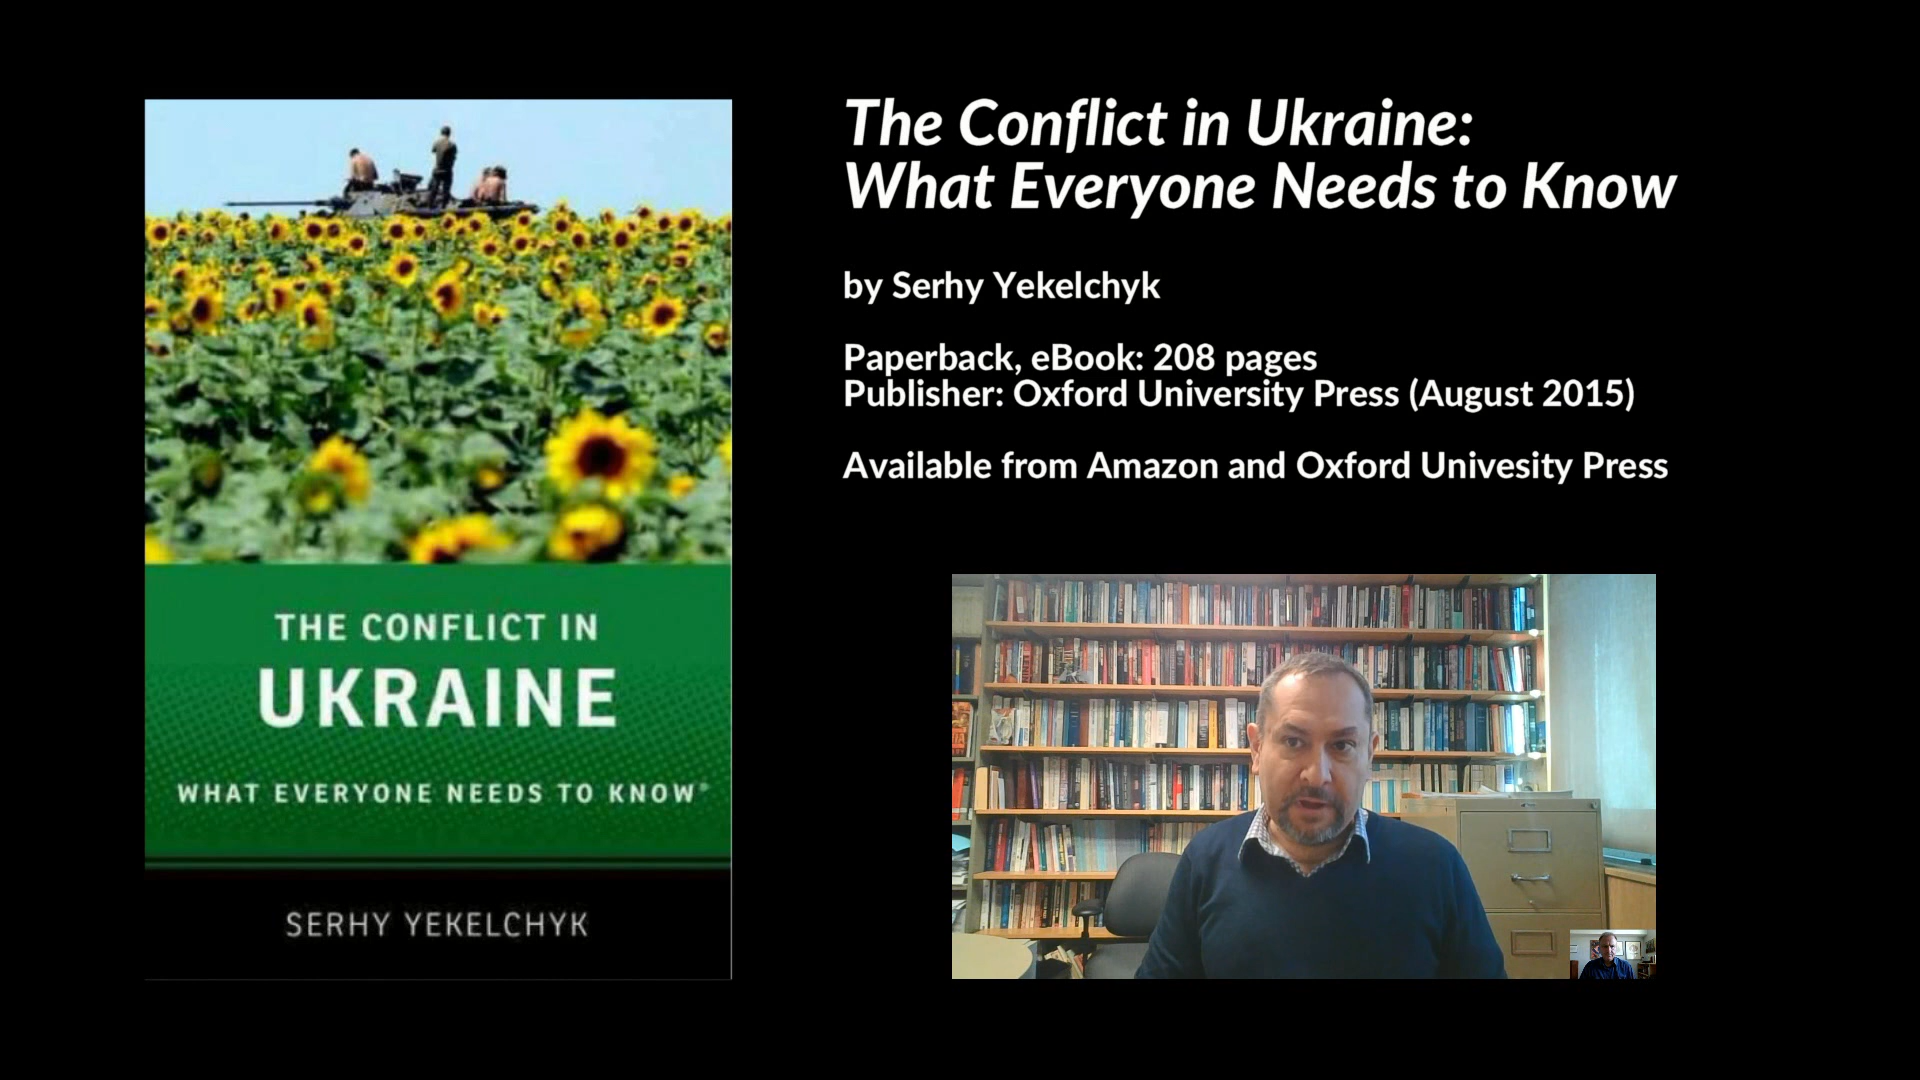 The Conflict in Ukraine:
What Everyone Needs to Know
by Serhy Yekelchyk
Paperback, eBook: 208 pages
Publisher: Oxford University Press (August 2015)
Available from Amazon and Oxford Univesity Press
THE CONFLICT IN
UKRAINE
WHAT EVERYONE NEEDS TO KNOW®
SERHY YEKELCHYK